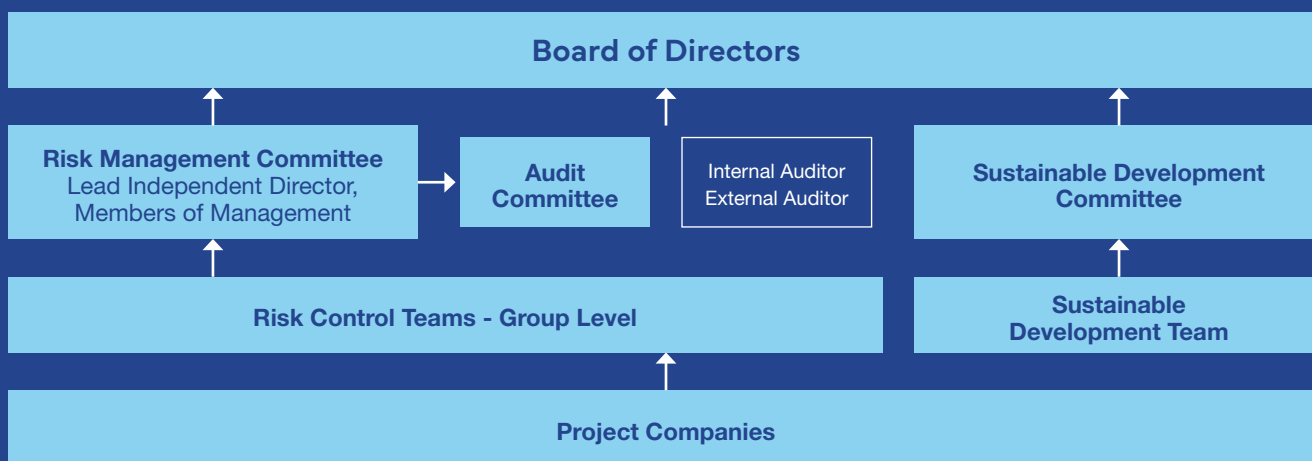 Board of Directors
Risk Management Committee
Lead Independent Director,
Members of Management
Audit
Committee
Internal Auditor
External Auditor
Sustainable Development
Committee
Risk Control Teams - Group Level
Sustainable
Development Team
Project Companies